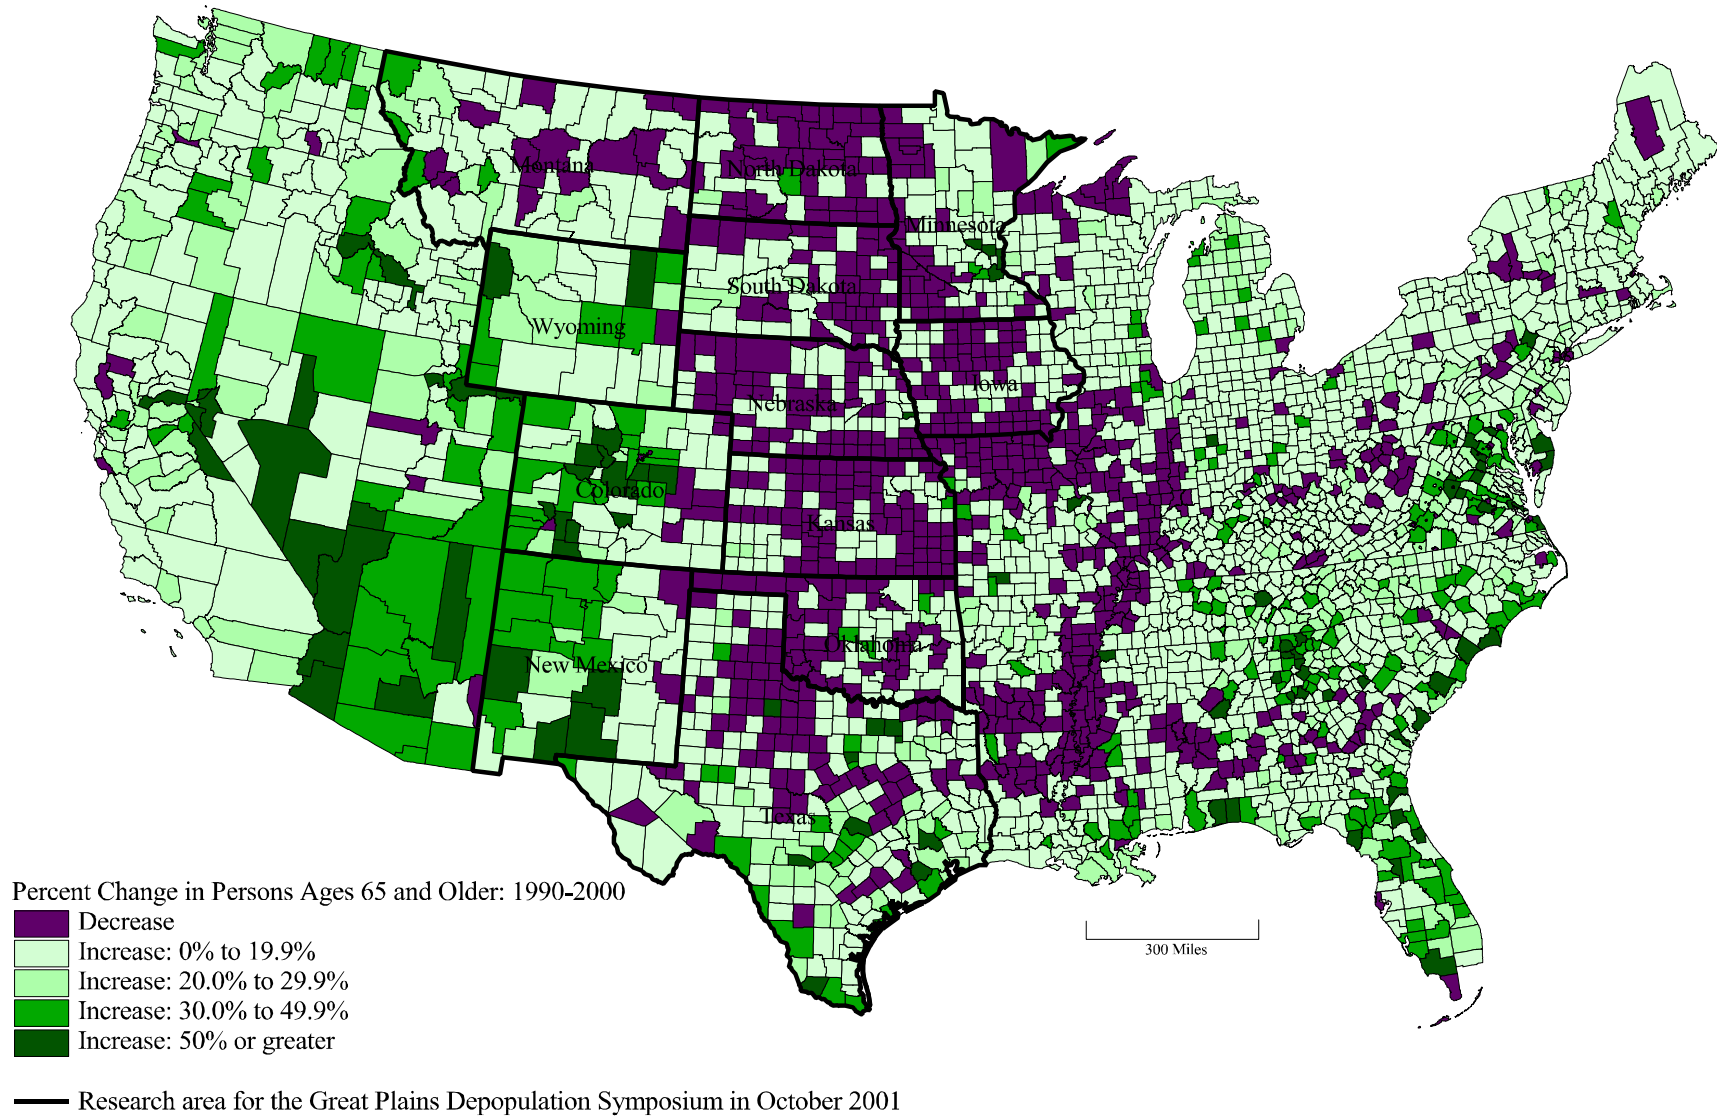 Montana
North Dakota
Minnesota
South Dakota
Wyoming
Iowa
Nebraska
Colorado
Kansas
Oklahoma
New Mexico
Texas
Percent Change in Persons Ages 65 and Older: 1990-2000
Decrease
Increase: 0% to 19.9%
Increase: 20.0% to 29.9%
Increase: 30.0% to 49.9%
Increase: 50% or greater
300 Miles
Research area for the Great Plains Depopulation Symposium in October 2001